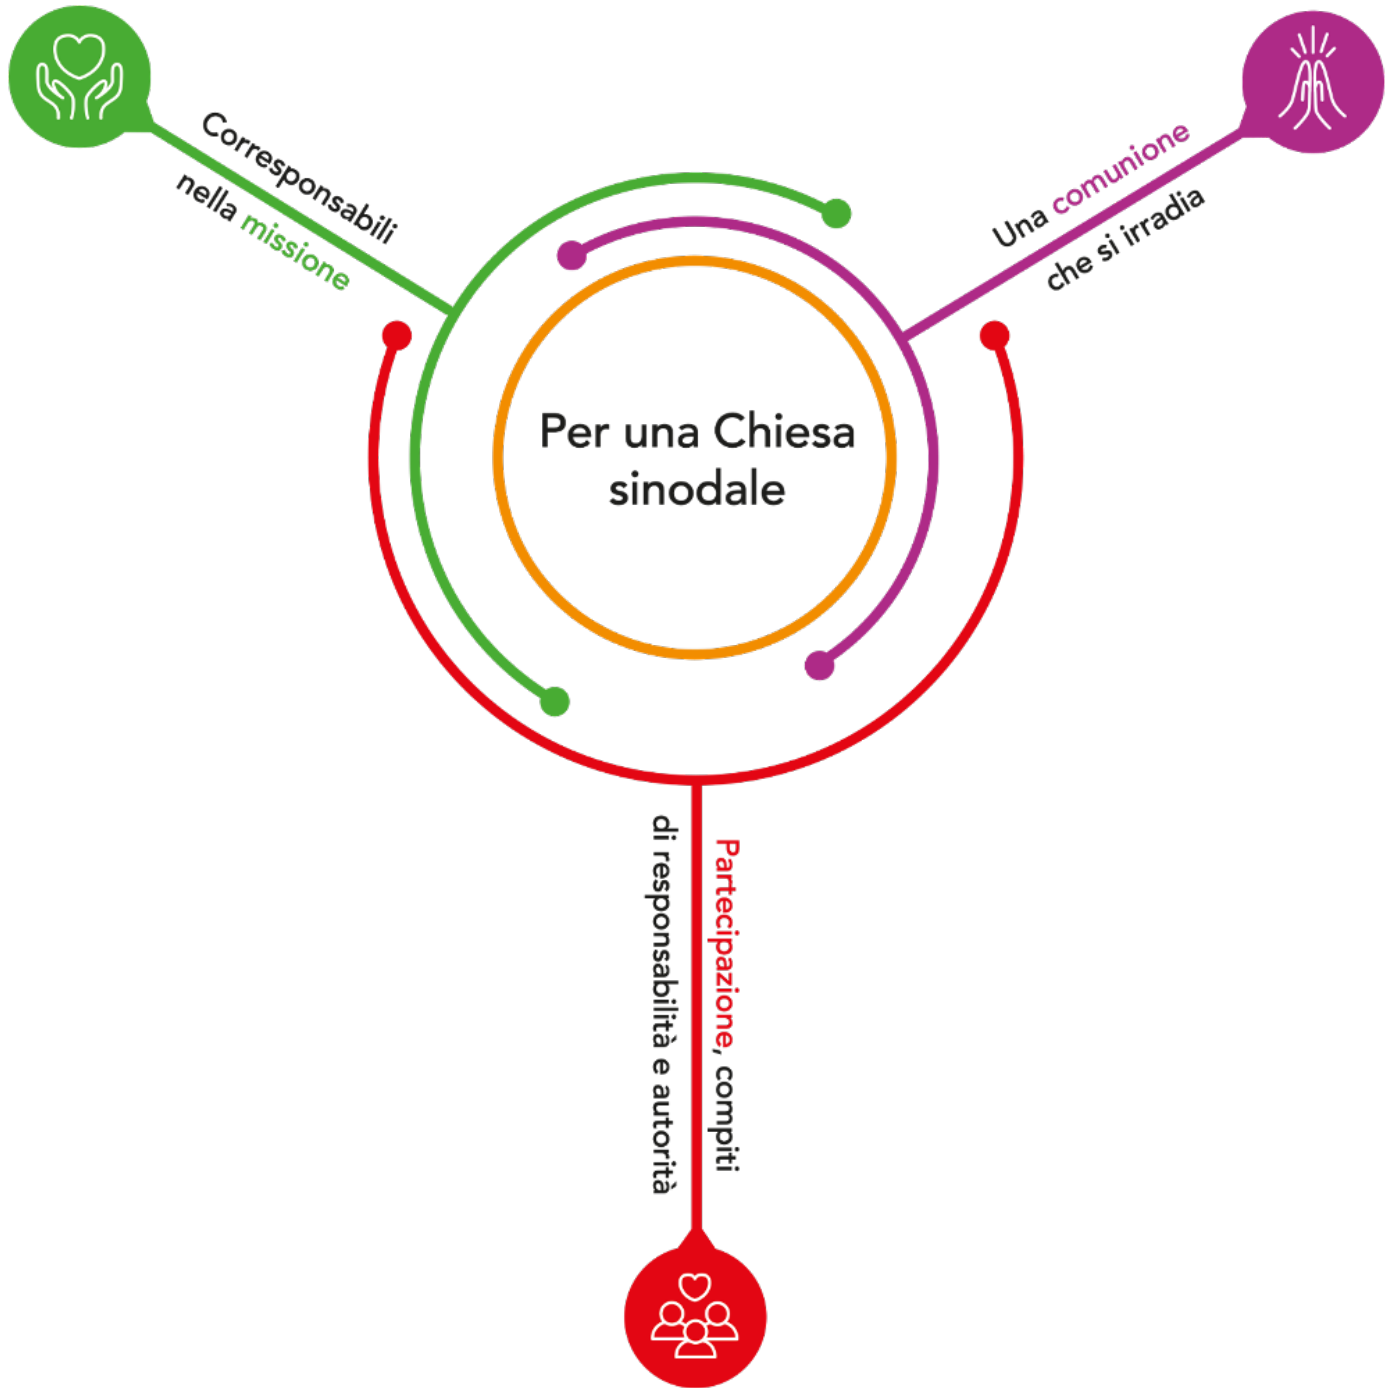 Corresponsabili
nella missione
Una comunione
che si irradia
Per una Chiesa
sinodale
Partecipazione, compiti
di responsabilità e autorità